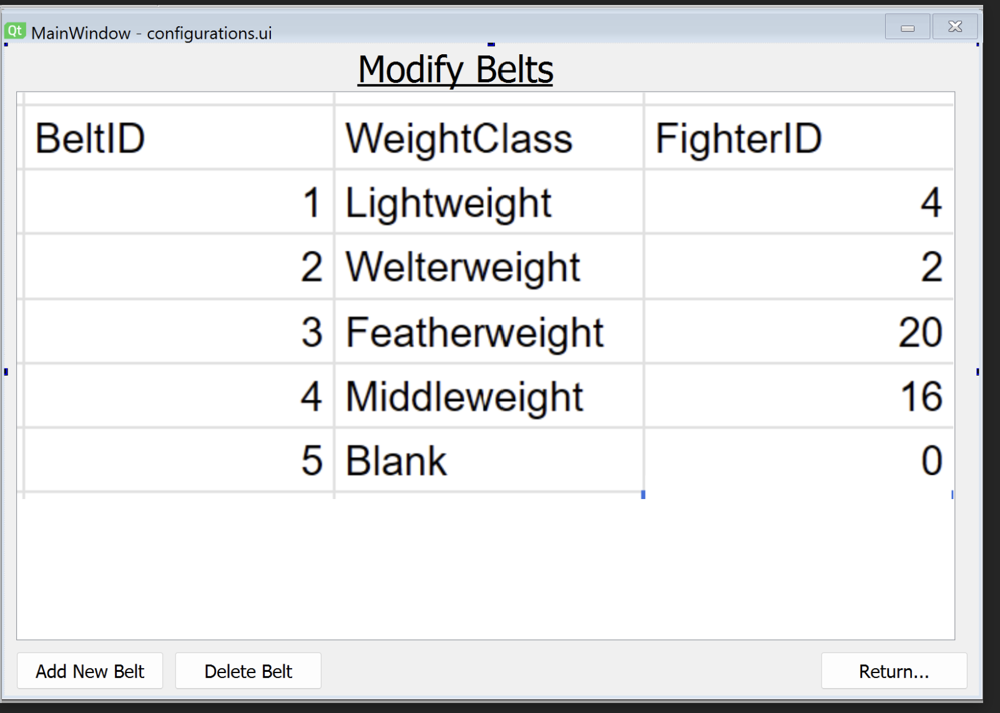 Qt MainWindow - configurations.ui
Modify Belts
BeltID WeightClass FighterID
1 Lightweight 4
2 Welterweight 2
3 Featherweight 20
4 Middleweight 16
5 Blank 0
Add New Belt Delete Belt Return...